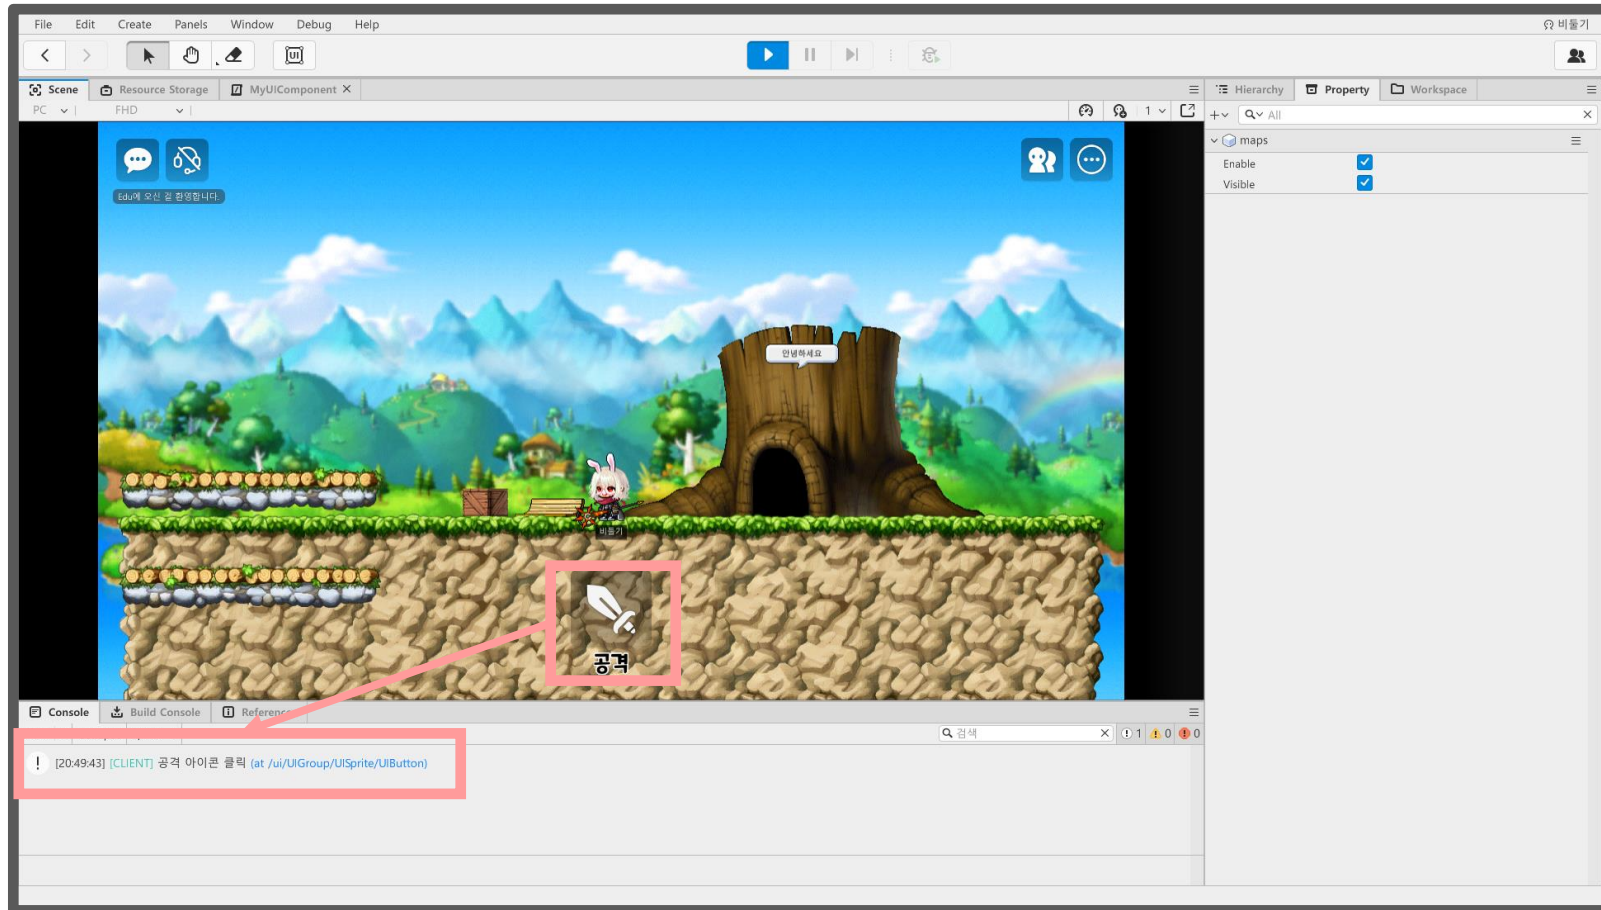 File Edit Create Panels Window Debug Help 비둘기
UI
Scene Resource Storage MyUIComponent
Hierarchy Property Workspace
PC FHD 1
All
maps
Enable
Visible
Edu에 오신 걸 환영합니다.
안녕하세요
비둘기
공격
Console Build Console Reference
검색 1 0 0
[20:49:43] [CLIENT] 공격 아이콘 클릭 (at /ui/UIGroup/UISprite/UIButton)